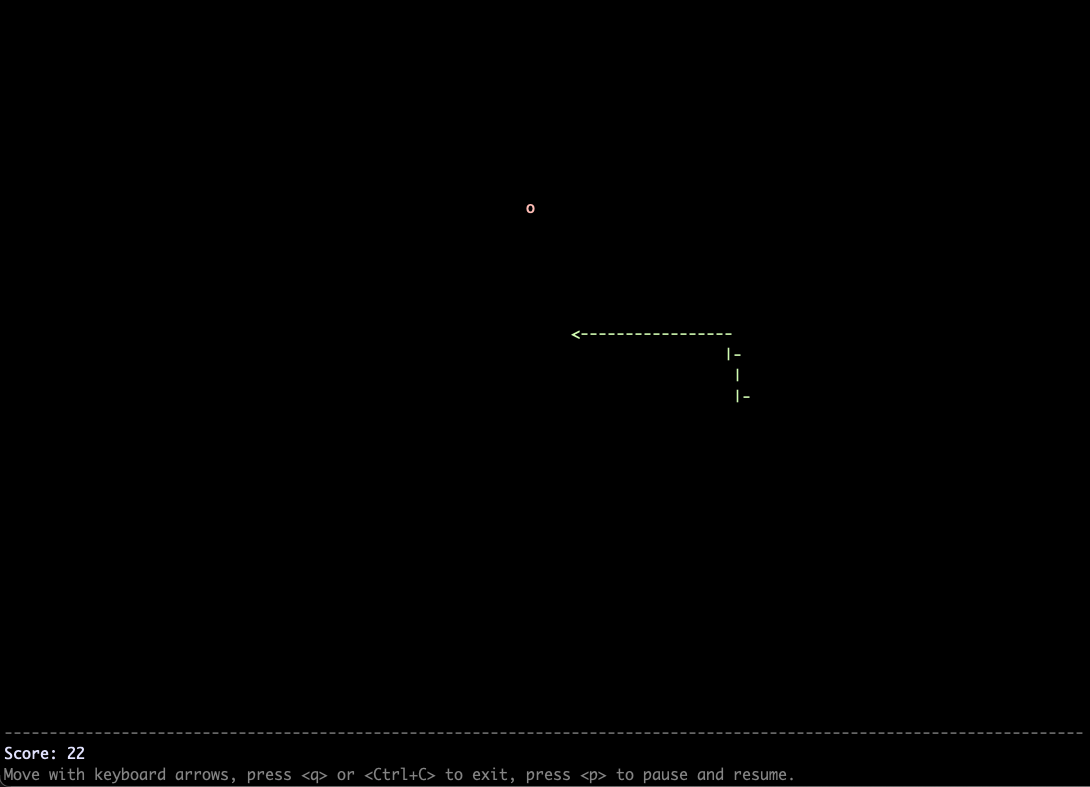 o
<-----------------
|-
|
|-
------------------------------------------------------------------------------------------------------------------------
Score: 22
Move with keyboard arrows, press <q> or <Ctrl+C> to exit, press <p> to pause and resume.